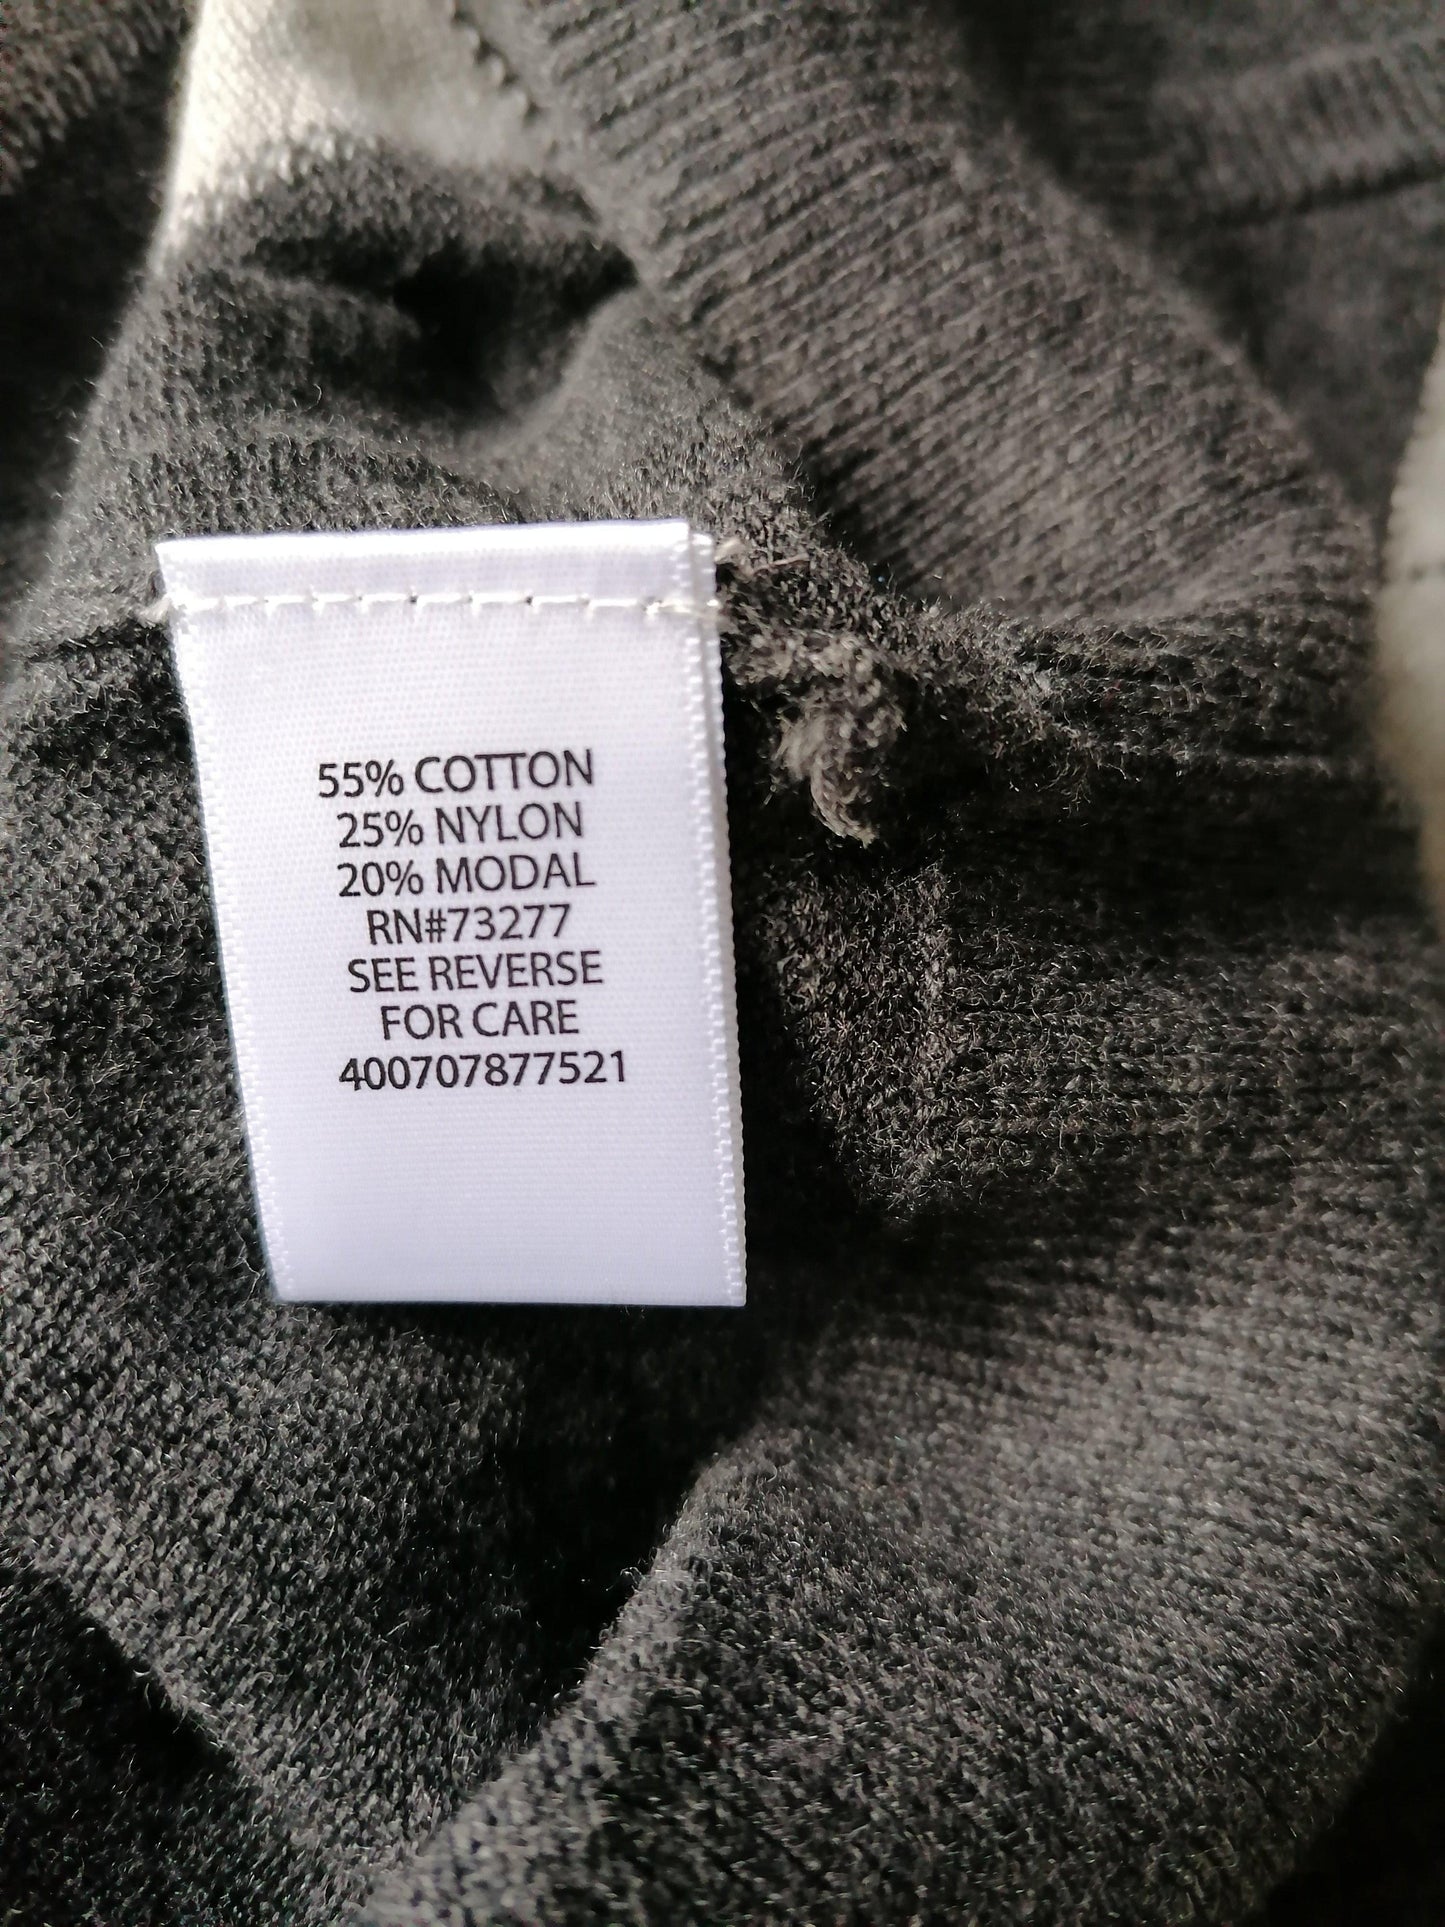 55% COTTON
25% NYLON
20% MODAL
RN#73277
SEE REVERSE
FOR CARE
400707877521